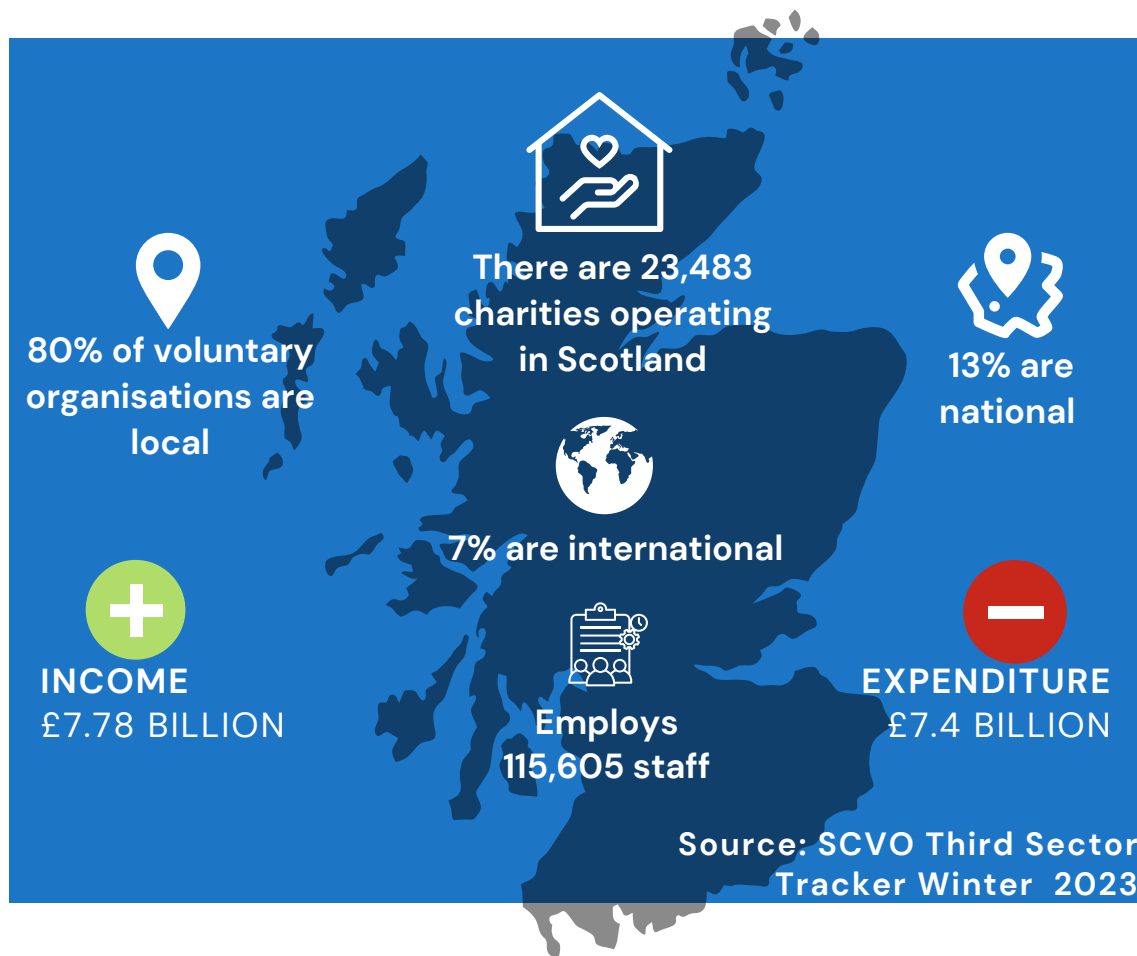 There are 23,483
charities operating
in Scotland
80% of voluntary
organisations are
local
13% are
national
7% are international
INCOME
£7.78 BILLION
EXPENDITURE
£7.4 BILLION
Employs
115,605 staff
Source: SCVO Third Sector
Tracker Winter 2023